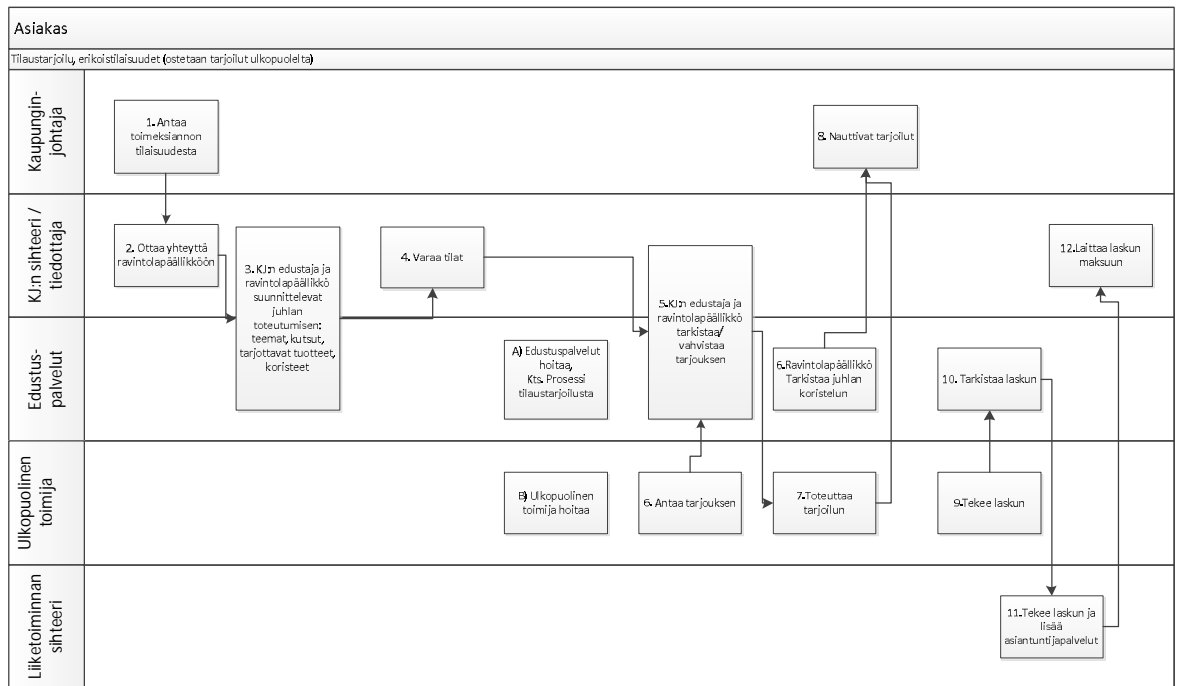 Asiakas
Tilaustarjoilu, erikoistilaisuudet (ostetaan tarjoilut ulkopuolelta)
Kaupungin-
johtaja
1. Antaa
toimeksiannon
tilaisuudesta
8. Nauttivat tarjoilut
KJ:n sihteeri /
tiedottaja
2. Ottaa yhteyttä
ravintolapäällikköön
3. KJ:n edustaja ja
ravintolapäällikkö
suunnittelevat
juhlan
toteutumisen:
teemat, kutsut,
tarjottavat tuotteet,
koristeet
4. Varaa tilat
5.KJ:n edustaja ja
ravintolapäällikkö
tarkistaa/
vahvistaa
tarjouksen
12.Laittaa laskun
maksuun
Edustus-
palvelut
A) Edustuspalvelut
hoitaa,
Kts. Prosessi
tilaustarjoilusta
6.Ravintolapäällikkö
Tarkistaa juhlan
koristelun
10. Tarkistaa laskun
Ulkopuolinen
toimija
B) Ulkopuolinen
toimija hoitaa
6. Antaa tarjouksen
7.Toteuttaa
tarjoilun
9.Tekee laskun
Liiketoiminnan
sihteeri
11.Tekee laskun ja
lisää
asiantuntijapalvelut